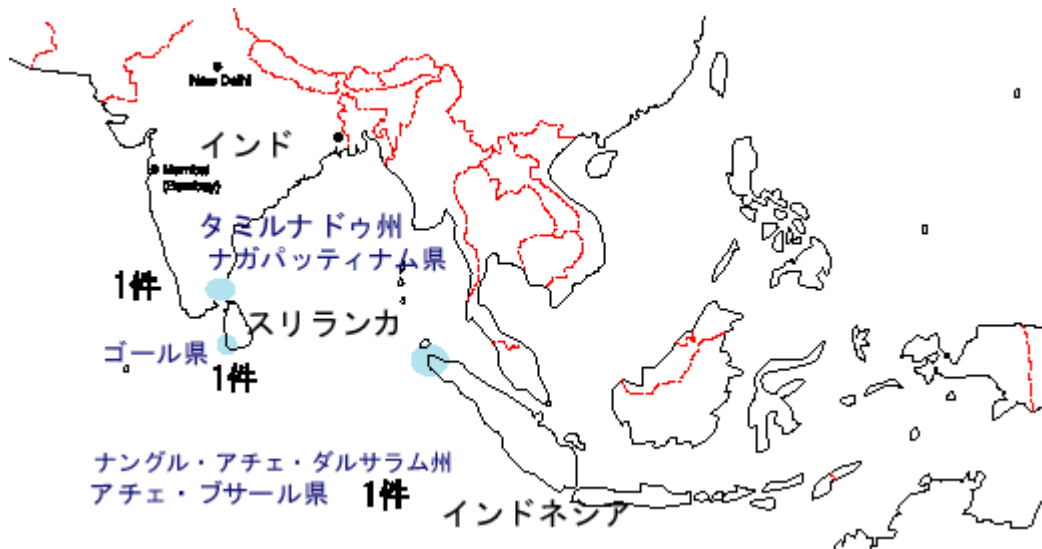 New Delhi
インド
Mumbai
(Bombay)
タミルナドゥ州
ナガパッティナム県
1件
スリランカ
ゴール県
1件
ナングル・アチェ・ダルサラム州
アチェ・ブサール県 1件
インドネシア